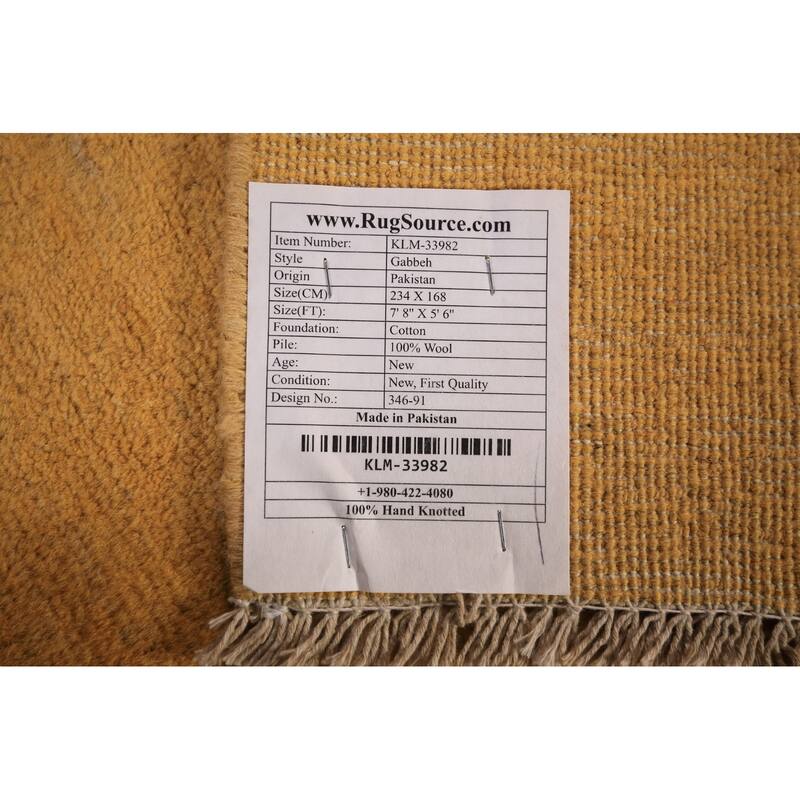 www.RugSource.com
Item Number: KLM-33982
Style Gabbeh
Origin Pakistan
Size(CM) 234 X 168
Size(FT): 7' 8" X 5' 6"
Foundation: Cotton
Pile: 100% Wool
Age: New
Condition: New, First Quality
Design No.: 346-91
Made in Pakistan
KLM-33982
+1-980-422-4080
100% Hand Knotted